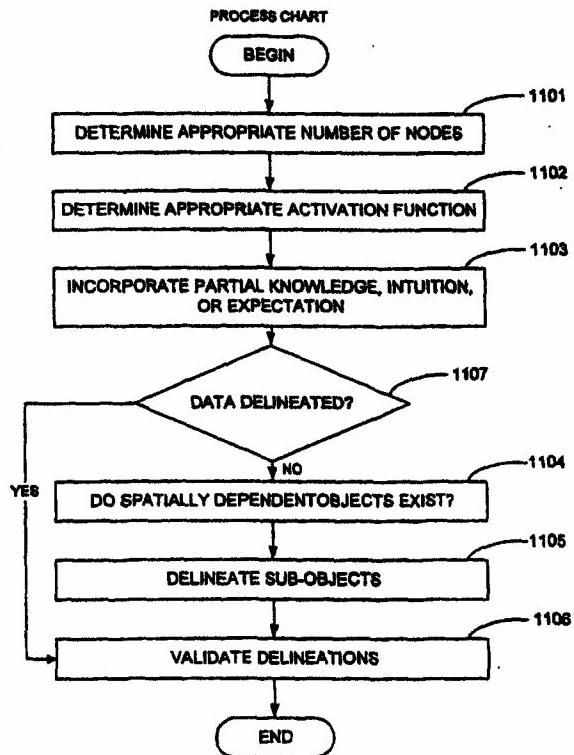 PROCESS CHART
BEGIN
1101
DETERMINE APPROPRIATE NUMBER OF NODES
1102
DETERMINE APPROPRIATE ACTIVATION FUNCTION
1103
INCORPORATE PARTIAL KNOWLEDGE, INTUITION,
OR EXPECTATION
1107
DATA DELINEATED?
NO
YES
1104
DO SPATIALLY DEPENDENTOBJECTS EXIST?
1105
DELINEATE SUB-OBJECTS
1106
VALIDATE DELINEATIONS
END